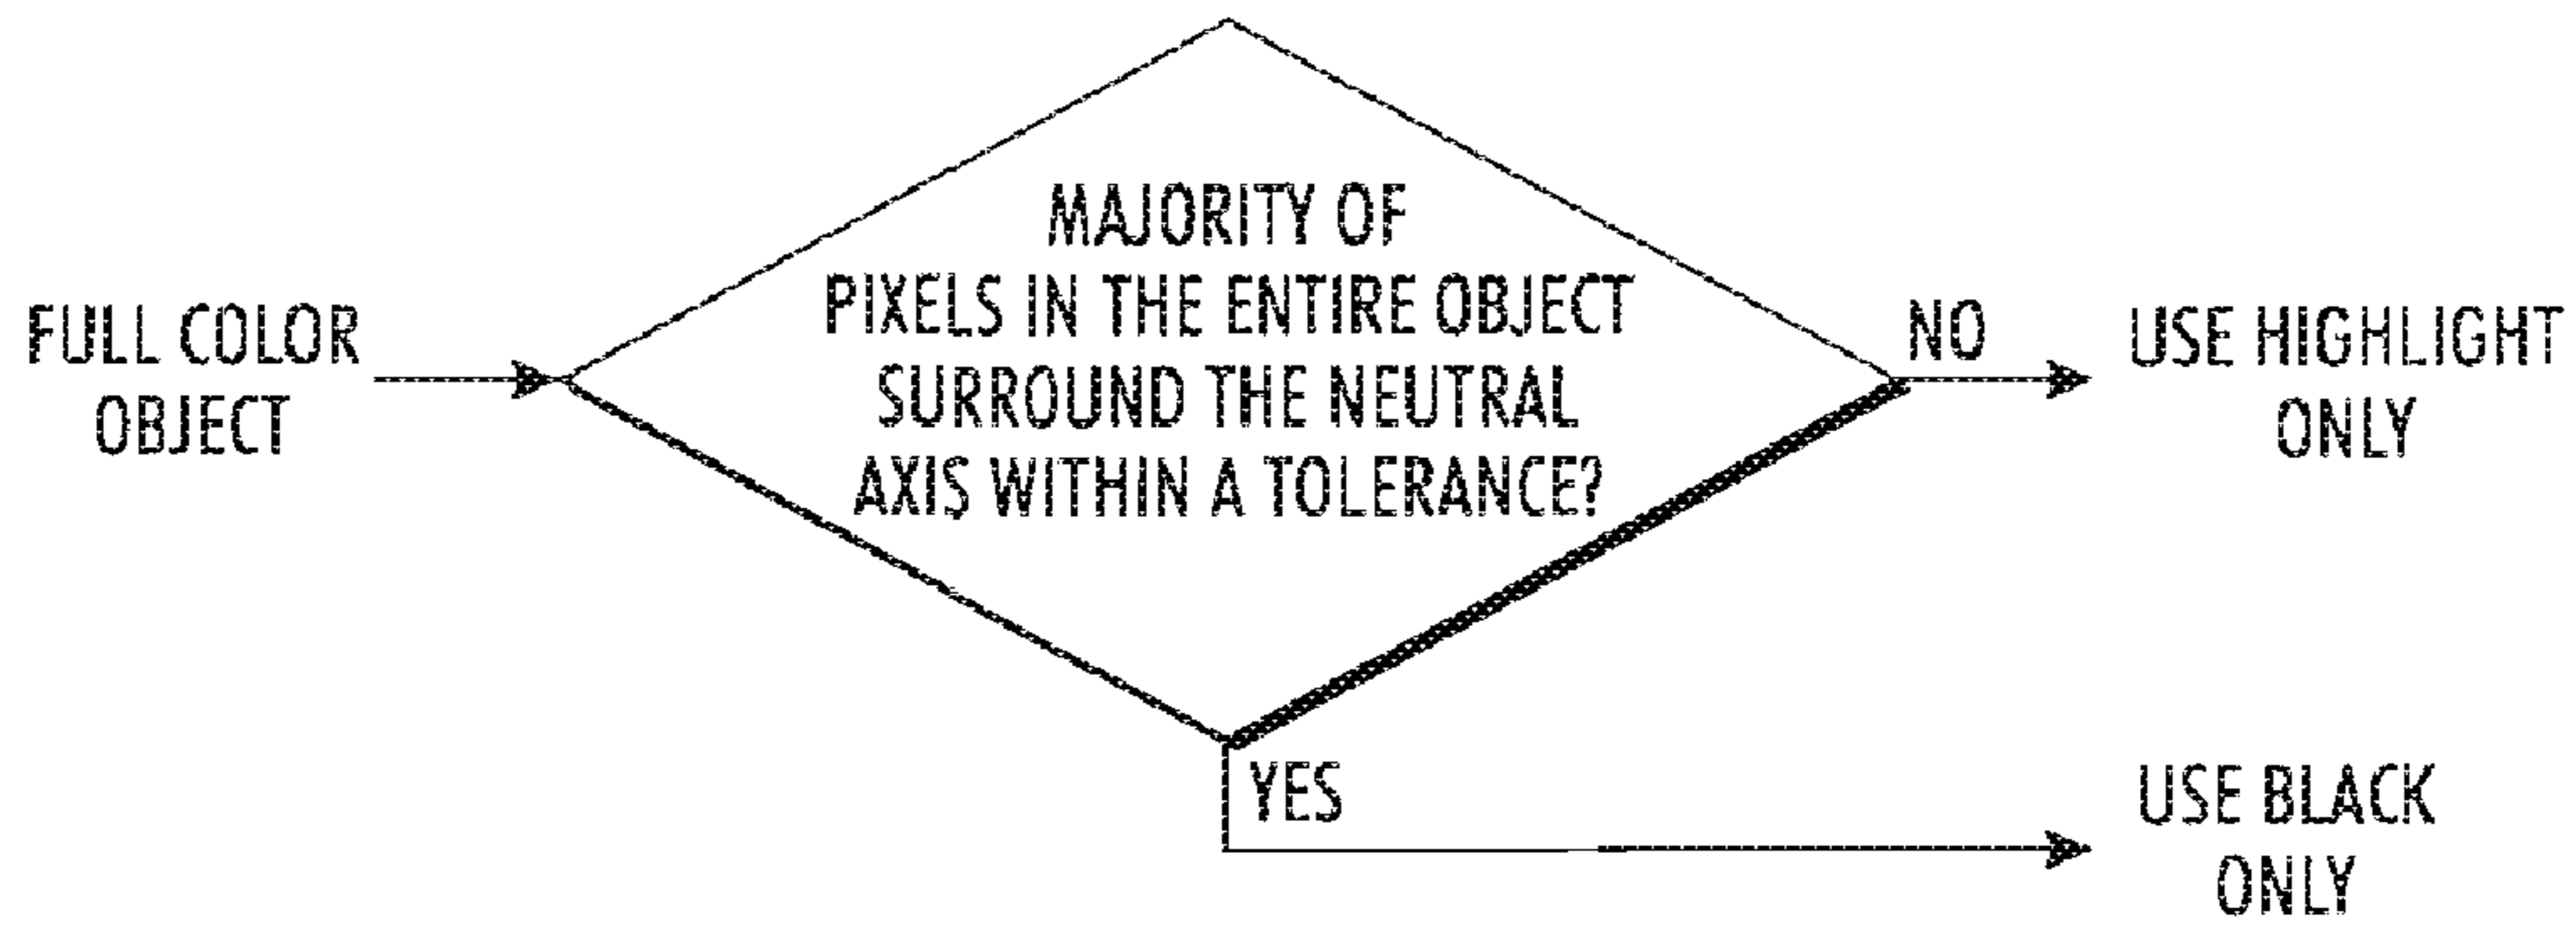 FULL COLOR
OBJECT
MAJORITY OF
PIXELS IN THE ENTIRE OBJECT
SURROUND THE NEUTRAL
AXIS WITHIN A TOLERANCE?
NO
USE HIGHLIGHT
ONLY
YES
USE BLACK
ONLY